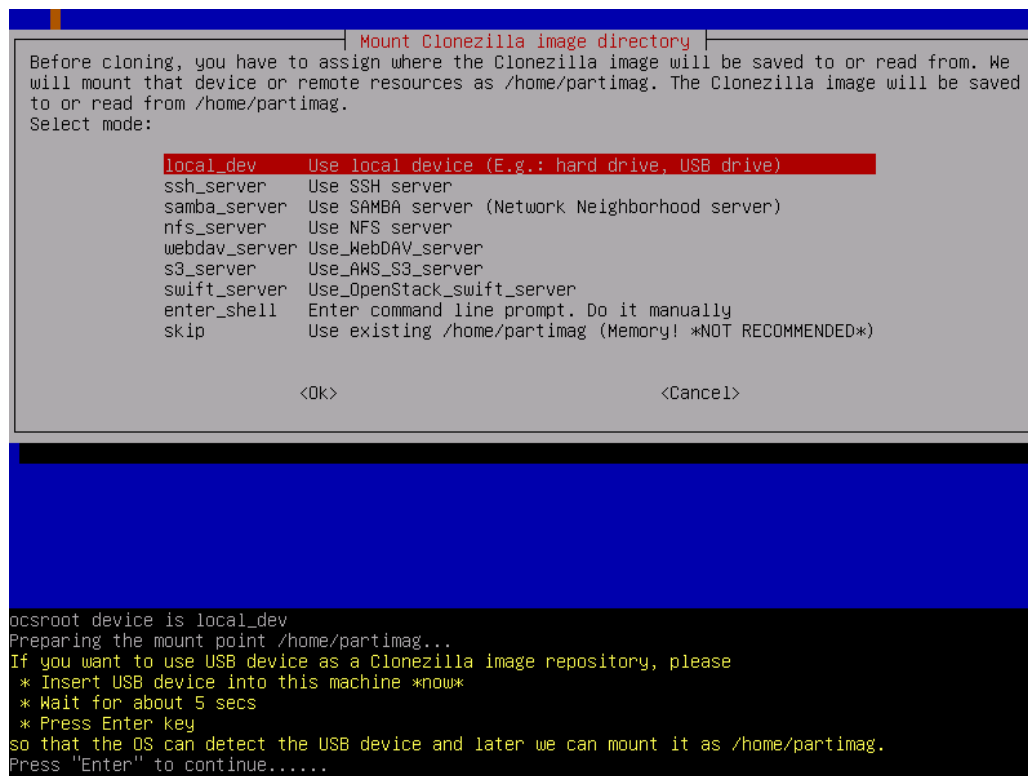 Mount Clonezilla image directory
Before cloning, you have to assign where the Clonezilla image will be saved to or read from. We
will mount that device or remote resources as /home/partimag. The Clonezilla image will be saved
to or read from /home/partimag.
Select mode:
local_dev Use local device (E.g.: hard drive, USB drive)
ssh_server Use SSH server
samba_server Use SAMBA server (Network Neighborhood server)
nfs_server Use NFS server
webdav_server Use_WebDAV_server
s3_server Use_AWS_S3_server
swift_server Use_OpenStack_swift_server
enter_shell Enter command line prompt. Do it manually
skip Use existing /home/partimag (Memory! *NOT RECOMMENDED*)
<Ok> <Cancel>
ocsroot device is local_dev
Preparing the mount point /home/partimag...
If you want to use USB device as a Clonezilla image repository, please
* Insert USB device into this machine *now*
* Wait for about 5 secs
* Press Enter key
so that the OS can detect the USB device and later we can mount it as /home/partimag.
Press "Enter" to continue......